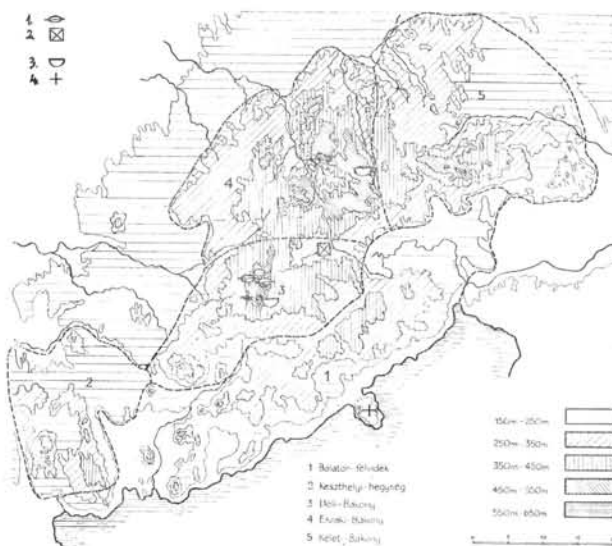 1.
2
3.
4.
5
4
3
2
1
150m - 250m
250m - 350m
350m - 450m
450m - 550m
550m - 650m
1 Balaton-felvidék
2 Keszthelyi-hegység
3 Déli-Bakony
4 Északi-Bakony
5 Keleti-Bakony